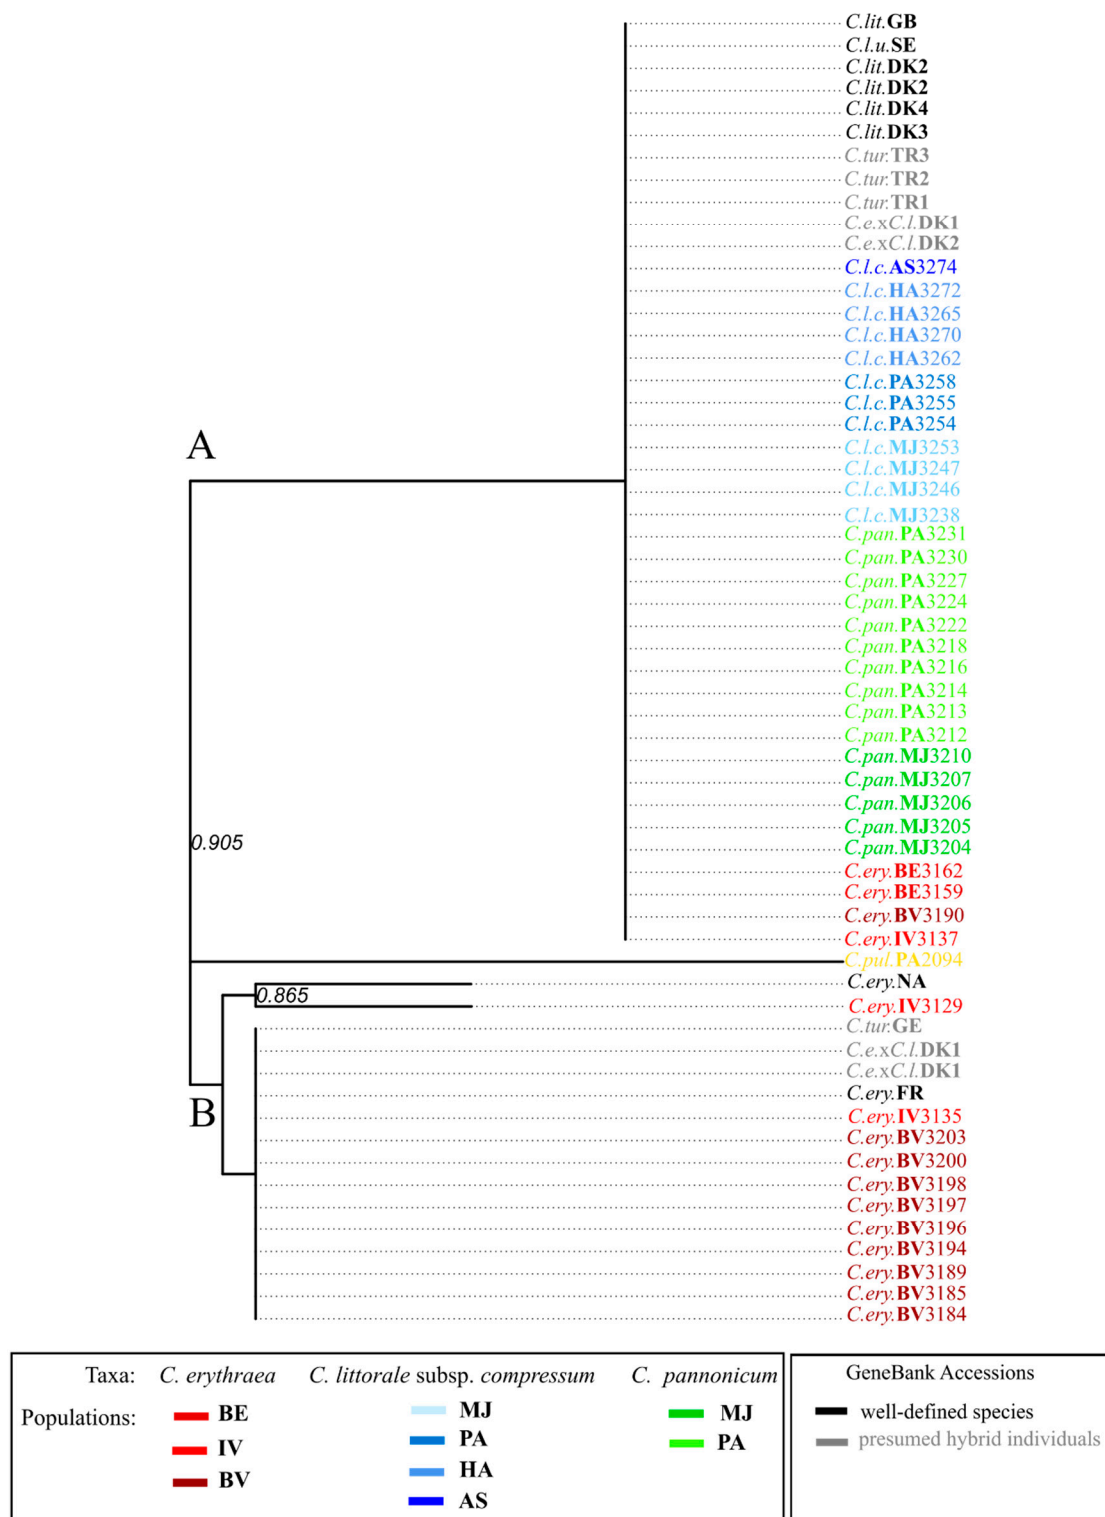 C.lit.GB
C.l.u.SE
C.lit.DK2
C.lit.DK2
C.lit.DK4
C.lit.DK3
C.tur.TR3
C.tur.TR2
C.tur.TR1
C.e.xC.l.DK1
C.e.xC.l.DK2
C.l.c.AS3274
C.l.c.HA3272
C.l.c.HA3265
C.l.c.HA3270
C.l.c.HA3262
C.l.c.PA3258
C.l.c.PA3255
C.l.c.PA3254
A
C.l.c.MJ3253
C.l.c.MJ3247
C.l.c.MJ3246
C.l.c.MJ3238
C.pan.PA3231
C.pan.PA3230
C.pan.PA3227
C.pan.PA3224
C.pan.PA3222
C.pan.PA3218
C.pan.PA3216
C.pan.PA3214
C.pan.PA3213
C.pan.PA3212
C.pan.MJ3210
C.pan.MJ3207
C.pan.MJ3206
C.pan.MJ3205
0.905
C.pan.MJ3204
C.ery.BE3162
C.ery.BE3159
C.ery.BV3190
C.ery.IV3137
C.pul.PA2094
C.ery.NA
0.865
C.ery.IV3129
C.tur.GE
C.e.xC.l.DK1
C.e.xC.l.DK1
C.ery.FR
B
C.ery.IV3135
C.ery.BV3203
C.ery.BV3200
C.ery.BV3198
C.ery.BV3197
C.ery.BV3196
C.ery.BV3194
C.ery.BV3189
C.ery.BV3185
C.ery.BV3184
Taxa: C. erythraea C. littorale subsp. compressum C. pannonicum
Populations: BE MJ MJ
IV PA PA
BV HA
AS
GeneBank Accessions
well-defined species
presumed hybrid individuals